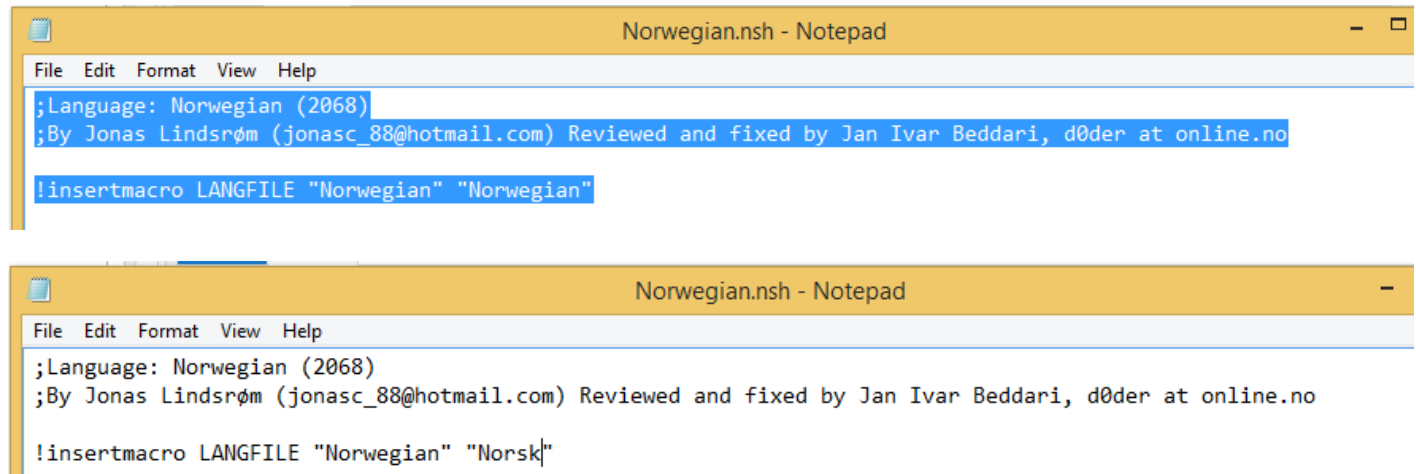 Norwegian.nsh - Notepad
File Edit Format View Help
;Language: Norwegian (2068)
;By Jonas Lindsrøm (jonasc_88@hotmail.com) Reviewed and fixed by Jan Ivar Beddari, d0der at online.no
!insertmacro LANGFILE "Norwegian" "Norwegian"
Norwegian.nsh - Notepad
File Edit Format View Help
;Language: Norwegian (2068)
;By Jonas Lindsrøm (jonasc_88@hotmail.com) Reviewed and fixed by Jan Ivar Beddari, d0der at online.no
!insertmacro LANGFILE "Norwegian" "Norsk"